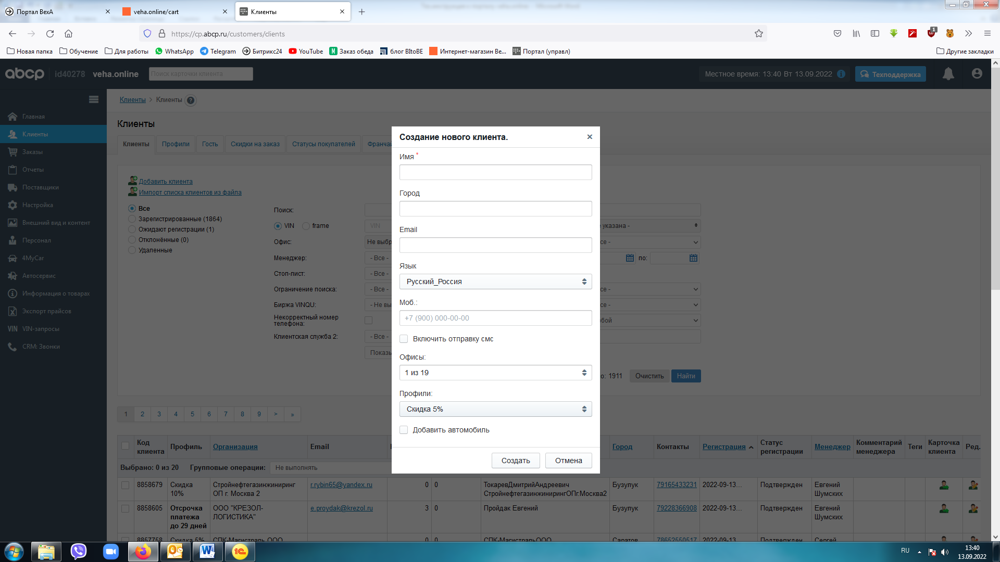 Портал ВехА
veha.online/cart
Клиенты
https://cp.abcp.ru/customers/clients
Новая папка
Обучение
Для работы
WhatsApp
Telegram
Битрикс24
YouTube
Заказ обеда
блог BItoBE
Интернет-магазин Ве...
Портал (управл)
Другие закладки
abcp
id40278
veha.online
Поиск карточки клиента
Местное время: 13:40 Вт 13.09.2022
Техподдержка
Главная
Клиенты
Заказы
Отчеты
Поставщики
Настройка
Внешний вид и контент
Персонал
4MyCar
Автосервис
Информация о товарах
Экспорт прайсов
VIN VIN-запросы
CRM: Звонки
Клиенты > Клиенты ?
Клиенты
Клиенты
Профили
Гость
Скидки на заказ
Статусы покупателей
Франчай
Добавить клиента
Импорт списка клиентов из файла
Все
Зарегистрированные (1864)
Ожидают регистрации (1)
Отклонённые (0)
Удаленные
Поиск:
VIN
frame
VIN
указана -
Офис:
Не выбр
се -
Менеджер:
- Все -
по:
Стоп-лист:
- Все -
Ограничение поиска:
- Все -
се -
Биржа VINQU:
- Не вы
се -
Некорректный номер
телефона:
бой
Клиентская служба 2:
- Все -
Показы
о: 1911
Очистить
Найти
Создание нового клиента.
Имя *
Город
Email
Язык
Русский_Россия
Моб.:
+7 (900) 000-00-00
Включить отправку смс
Офисы:
1 из 19
Профили:
Скидка 5%
Добавить автомобиль
Создать
Отмена
1 2 3 4 5 6 7 8 9 > »
Код
клиента
Профиль
Организация
Email
Город
Контакты
Регистрация
Статус
регистрации
Менеджер
Комментарий
менеджера
Теги
Карточка
клиента
Ред.
Выбрано: 0 из 20
Групповые операции:
Не выполнять
8858679
Скидка
10%
Стройнефтегазинжиниринг
ОП г. Москва 2
r.rybin65@yandex.ru
0
0
ТокаревДмитрийАндреевич
СтройнефтегазинжинирингОПг.Москва2
Бузулук
79165433231
2022-09-13...
Подтвержден
Евгений
Шумских
8858605
Отсрочка
платежа
до 29 дней
ООО "КРЕЗОЛ-
ЛОГИСТИКА"
e.proydak@krezol.ru
3
0
Пройдак Евгений
Бузулук
79228366908
2022-09-13...
Подтвержден
Евгений
Шумских
8857758
Скидка 5%
СПК-Магистраль ООО
0
0
СПК-МагистральООО
Саратов
78652550517
2022-09-13...
Подтвержден
Сергей
RU
13:40
13.09.2022